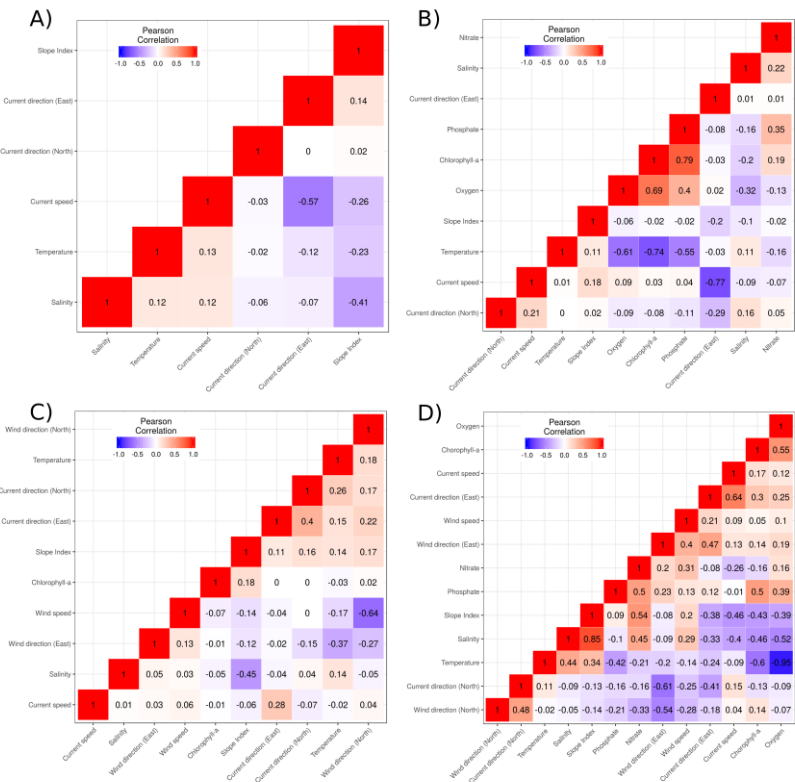 A)
Pearson
Correlation
-1.0 -0.5 0.0 0.5 1.0
Slope Index 1
Current direction (East) 1 0.14
Current direction (North) 1 0 0.02
Current speed 1 -0.03 -0.57 -0.26
Temperature 1 0.13 -0.02 -0.12 -0.23
Salinity 1 0.12 0.12 -0.06 -0.07 -0.41
Salinity
Temperature
Current speed
Current direction (North)
Current direction (East)
Slope Index
B)
Pearson
Correlation
-1.0 -0.5 0.0 0.5 1.0
Nitrate 1
Salinity 1 0.22
Current direction (East) 1 0.01 0.01
Phosphate 1 -0.08 -0.16 0.35
Chlorophyll-a 1 0.79 -0.03 -0.2 0.19
Oxygen 1 0.69 0.4 0.02 -0.32 -0.13
Slope Index 1 -0.06 -0.02 -0.02 -0.2 -0.1 -0.02
Temperature 1 0.11 -0.61 -0.74 -0.55 -0.03 0.11 -0.16
Current speed 1 0.01 0.18 0.09 0.03 0.04 -0.77 -0.09 -0.07
Current direction (North) 1 0.21 0 0.02 -0.09 -0.08 -0.11 -0.29 0.16 0.05
Current direction (North)
Current speed
Temperature
Slope Index
Oxygen
Chlorophyll-a
Phosphate
Current direction (East)
Salinity
Nitrate
C)
Pearson
Correlation
-1.0 -0.5 0.0 0.5 1.0
Wind direction (North) 1
Temperature 1 0.18
Current direction (North) 1 0.26 0.17
Current direction (East) 1 0.4 0.15 0.22
Slope Index 1 0.11 0.16 0.14 0.17
Chlorophyll-a 1 0.18 0 0 -0.03 0.02
Wind speed 1 -0.07 -0.14 -0.04 0 -0.17 -0.64
Wind direction (East) 1 0.13 -0.01 -0.12 -0.02 -0.15 -0.37 -0.27
Salinity 1 0.05 0.03 -0.05 -0.45 -0.04 -0.04 0.14 -0.05
Current speed 1 0.01 0.03 0.06 -0.01 -0.06 0.28 -0.07 -0.02 0.04
Current speed
Salinity
Wind direction (East)
Wind speed
Chlorophyll-a
Slope Index
Current direction (East)
Current direction (North)
Temperature
Wind direction (North)
D)
Pearson
Correlation
-1.0 -0.5 0.0 0.5 1.0
Oxygen 1
Chorophyll-a 1 0.55
Current speed 1 0.17 0.12
Current direction (East) 1 0.64 0.3 0.25
Wind speed 1 0.21 0.09 0.05 0.1
Wind direction (East) 1 0.4 0.47 0.13 0.14 0.19
Nitrate 1 0.2 0.31 -0.08 -0.26 -0.16 0.16
Phosphate 1 0.5 0.23 0.13 0.12 -0.01 0.5 0.39
Slope Index 1 0.09 0.54 -0.08 0.2 -0.38 -0.46 -0.43 -0.39
Salinity 1 0.85 -0.1 0.45 -0.09 0.29 -0.33 -0.4 -0.46 -0.52
Temperature 1 0.44 0.34 -0.42 -0.21 -0.2 -0.14 -0.24 -0.09 -0.6 -0.95
Current direction (North) 1 0.11 -0.09 -0.13 -0.16 -0.16 -0.61 -0.25 -0.41 0.15 -0.13 -0.09
Wind direction (North) 1 0.48 -0.02 -0.05 -0.14 -0.21 -0.33 -0.54 -0.28 -0.18 0.04 0.14 -0.07
Wind direction (North)
Current direction (North)
Temperature
Salinity
Slope Index
Phosphate
Nitrate
Wind direction (East)
Wind speed
Current direction (East)
Current speed
Chorophyll-a
Oxygen